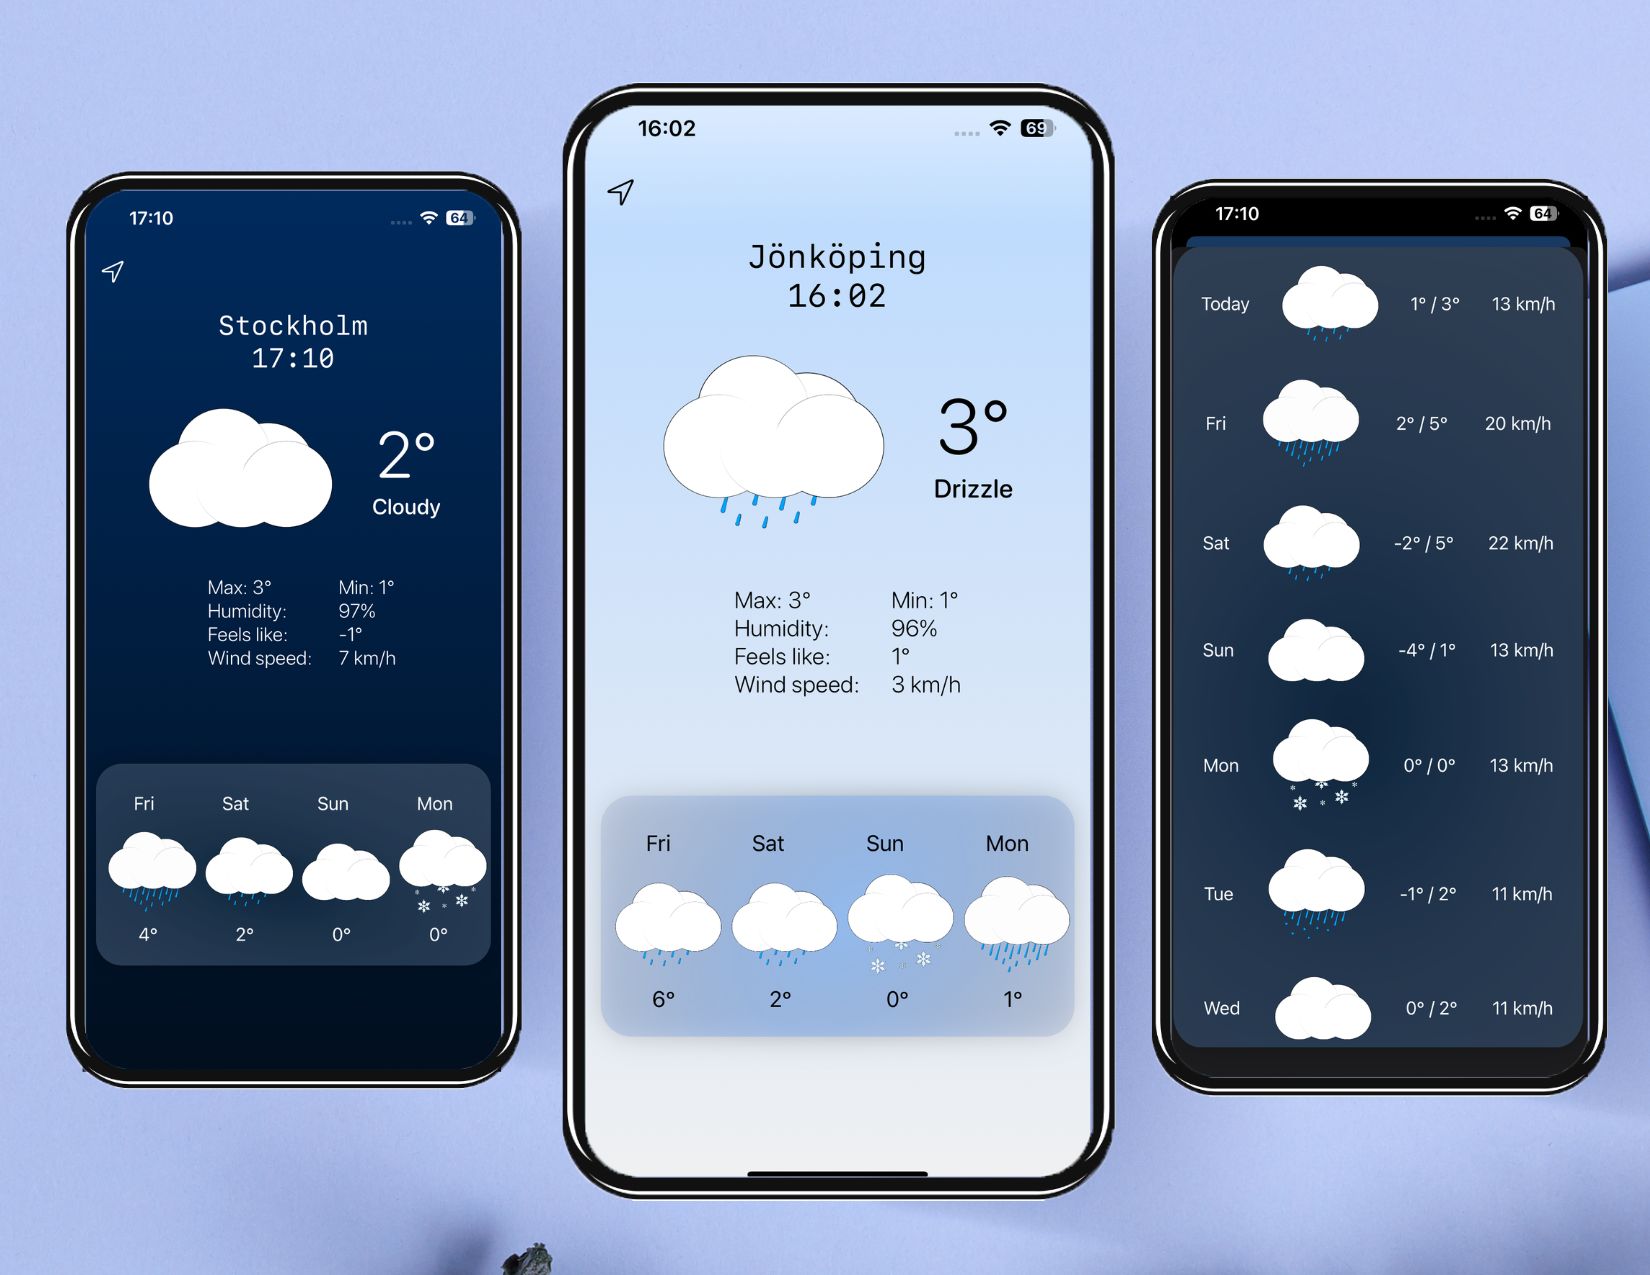 17:10
64
Stockholm
17:10
2°
Cloudy
Max: 3° Min: 1°
Humidity: 97%
Feels like: -1°
Wind speed: 7 km/h
Fri Sat Sun Mon
4° 2° 0° 0°
16:02
69
Jönköping
16:02
3°
Drizzle
Max: 3° Min: 1°
Humidity: 96%
Feels like: 1°
Wind speed: 3 km/h
Fri Sat Sun Mon
6° 2° 0° 1°
17:10
64
Today 1° / 3° 13 km/h
Fri 2° / 5° 20 km/h
Sat -2° / 5° 22 km/h
Sun -4° / 1° 13 km/h
Mon 0° / 0° 13 km/h
Tue -1° / 2° 11 km/h
Wed 0° / 2° 11 km/h